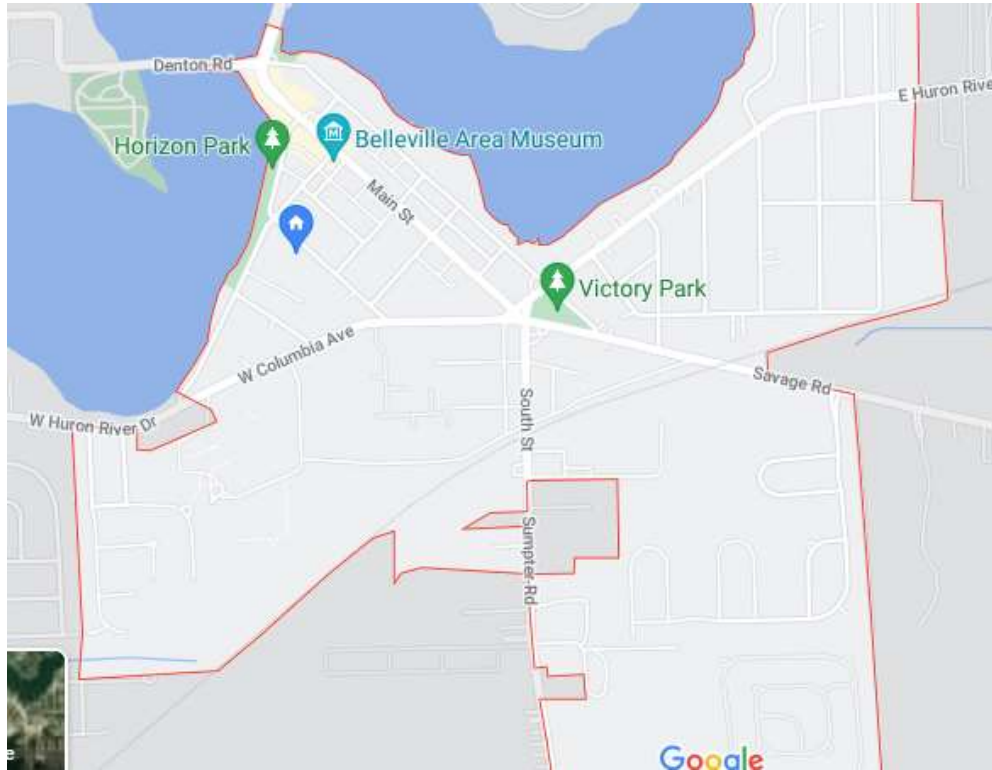 Denton Rd
E Huron Rive
Horizon Park
Belleville Area Museum
Main St
Victory Park
W Columbia Ave
Savage Rd
W Huron River Dr
South St
Sumpter Rd
e
Google